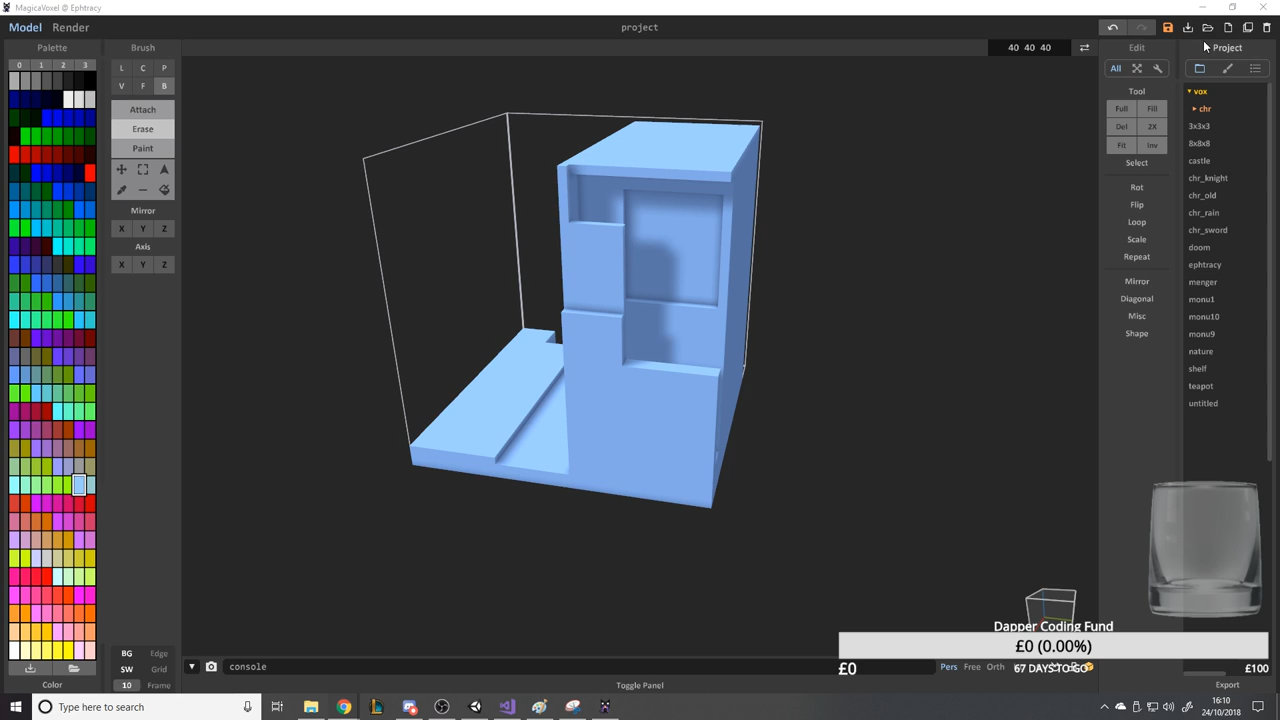 MagicaVoxel @ Ephtracy
Model Render
project
Palette
Brush
40 40 40
Edit
Project
0 1 2 3
L C P
V F B
All
Attach
Erase
Paint
Mirror
X Y Z
Axis
X Y Z
Tool
Full Fill
Del 2X
Fit Inv
Select
Rot
Flip
Loop
Scale
Repeat
Mirror
Diagonal
Misc
Shape
vox
chr
3x3x3
8x8x8
castle
chr_knight
chr_old
chr_rain
chr_sword
doom
ephtracy
menger
monu1
monu10
monu9
nature
shelf
teapot
untitled
Dapper Coding Fund
£0 (0.00%)
£0
67 DAYS TO GO
£100
BG Edge
SW Grid
10 Frame
console
Pers Free Orth
Color
Toggle Panel
Export
Type here to search
16:10
24/10/2018